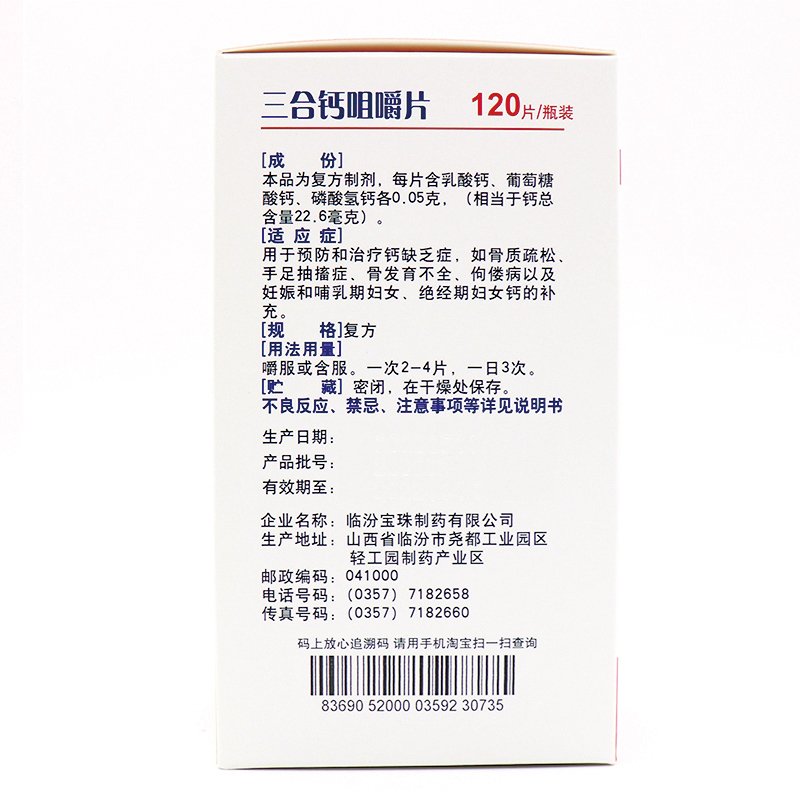 三合钙咀嚼片 120片/瓶装
[成 份]
本品为复方制剂，每片含乳酸钙、葡萄糖
酸钙、磷酸氢钙各0.05克，（相当于钙总
含量22.6毫克）。
[适 应 症]
用于预防和治疗钙缺乏症，如骨质疏松、
手足抽搐症、骨发育不全、佝偻病以及
妊娠和哺乳期妇女、绝经期妇女钙的补
充。
[规 格]复方
[用法用量]
嚼服或含服。一次2-4片，一日3次。
[贮 藏] 密闭，在干燥处保存。
不良反应、禁忌、注意事项等详见说明书
生产日期：
产品批号：
有效期至：
企业名称：临汾宝珠制药有限公司
生产地址：山西省临汾市尧都工业园区
轻工园制药产业区
邮政编码：041000
电话号码：(0357) 7182658
传真号码：(0357) 7182660
码上放心追溯码 请用手机淘宝扫一扫查询
83690 52000 03592 30735